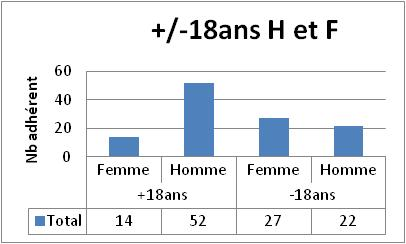 +/-18ans H et F
Nb adhérent
60
40
20
0
Femme Homme Femme Homme
+18ans -18ans
Total 14 52 27 22